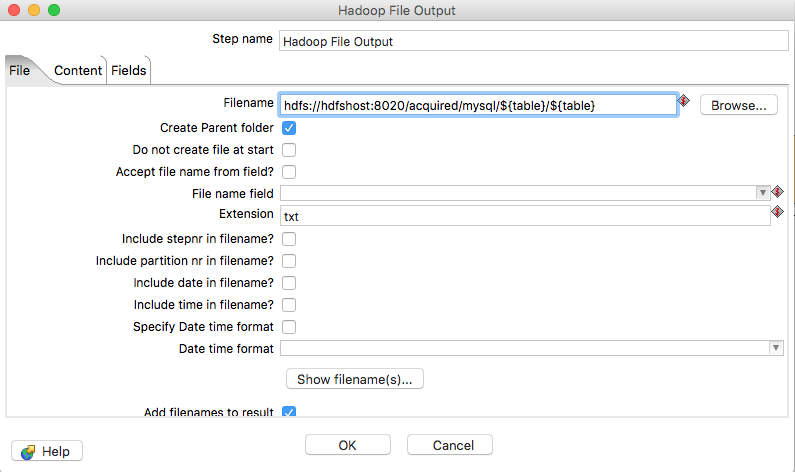 Hadoop File Output
Step name Hadoop File Output
File Content Fields
Filename hdfs://hdfshost:8020/acquired/mysql/${table}/${table} Browse...
Create Parent folder
Do not create file at start
Accept file name from field?
File name field
Extension txt
Include stepnr in filename?
Include partition nr in filename?
Include date in filename?
Include time in filename?
Specify Date time format
Date time format
Show filename(s)...
Add filenames to result
Help OK Cancel